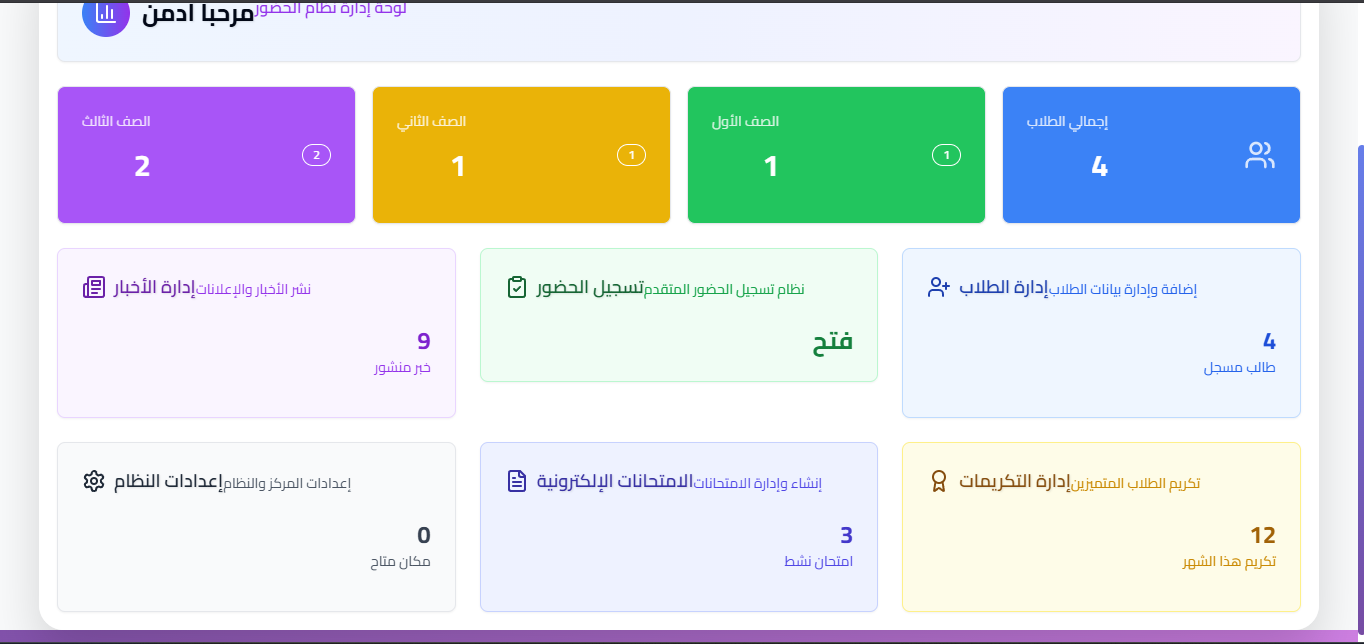 مرحبا ادمن
لوحة إدارة نظام الحضور
إجمالي الطلاب
4
الصف الأول
1
1
الصف الثاني
1
1
الصف الثالث
2
2
إدارة الطلاب إضافة وإدارة بيانات الطلاب
4
طالب مسجل
تسجيل الحضور نظام تسجيل الحضور المتقدم
فتح
إدارة الأخبار نشر الأخبار والإعلانات
9
خبر منشور
إدارة التكريمات تكريم الطلاب المتميزين
12
تكريم هذا الشهر
الامتحانات الإلكترونية إنشاء وإدارة الامتحانات
3
امتحان نشط
إعدادات النظام إعدادات المركز والنظام
0
مكان متاح